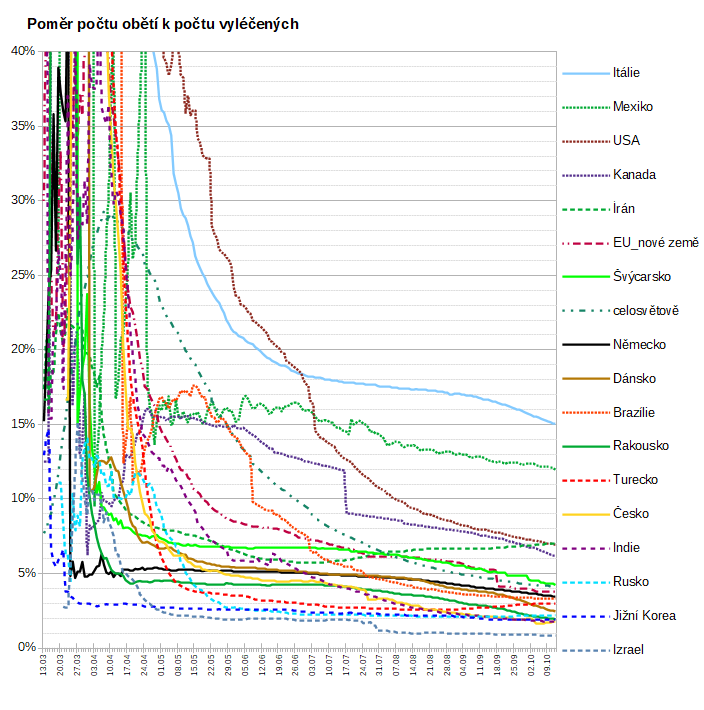 Poměr počtu obětí k počtu vyléčených
40%
35%
30%
25%
20%
15%
10%
5%
0%
13.03
20.03
27.03
03.04
10.04
17.04
24.04
01.05
08.05
15.05
22.05
29.05
05.06
12.06
19.06
26.06
03.07
10.07
17.07
24.07
31.07
07.08
14.08
21.08
28.08
04.09
11.09
18.09
25.09
02.10
09.10
Itálie
Mexiko
USA
Kanada
Írán
EU_nové země
Švýcarsko
celosvětově
Německo
Dánsko
Brazílie
Rakousko
Turecko
Česko
Indie
Rusko
Jižní Korea
Izrael